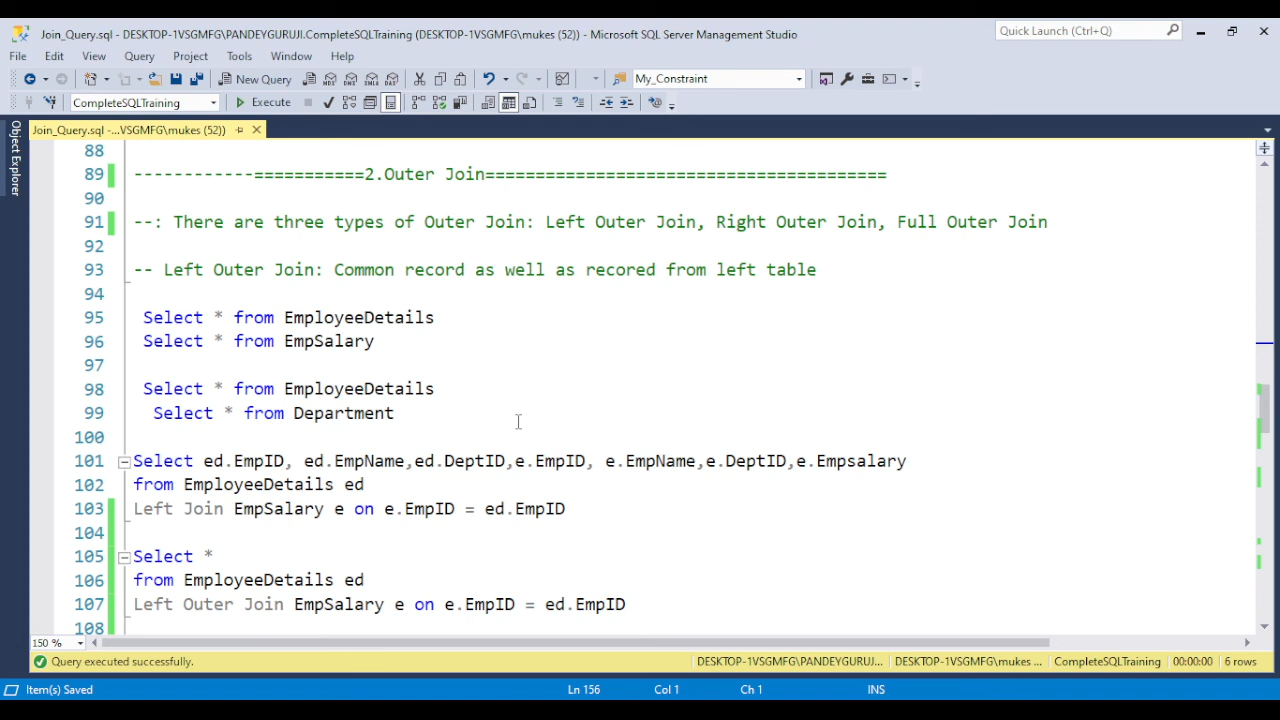 Join_Query.sql - DESKTOP-1VSGMFG\PANDEYGURUJI.CompleteSQLTraining (DESKTOP-1VSGMFG\mukes (52)) - Microsoft SQL Server Management Studio
Quick Launch (Ctrl+Q)
File Edit View Query Project Tools Window Help
New Query
My_Constraint
CompleteSQLTraining
Execute
Join_Query.sql -...VSGMFG\mukes (52))
Object Explorer
88
89 ------------===========2.Outer Join========================================
90
91 --: There are three types of Outer Join: Left Outer Join, Right Outer Join, Full Outer Join
92
93 -- Left Outer Join: Common record as well as recored from left table
94
95 Select * from EmployeeDetails
96 Select * from EmpSalary
97
98 Select * from EmployeeDetails
99 Select * from Department
100
101 Select ed.EmpID, ed.EmpName,ed.DeptID,e.EmpID, e.EmpName,e.DeptID,e.Empsalary
102 from EmployeeDetails ed
103 Left Join EmpSalary e on e.EmpID = ed.EmpID
104
105 Select *
106 from EmployeeDetails ed
107 Left Outer Join EmpSalary e on e.EmpID = ed.EmpID
108
150 %
Query executed successfully.
DESKTOP-1VSGMFG\PANDEYGURUJ... DESKTOP-1VSGMFG\mukes ... CompleteSQLTraining 00:00:00 6 rows
Item(s) Saved
Ln 156 Col 1 Ch 1 INS